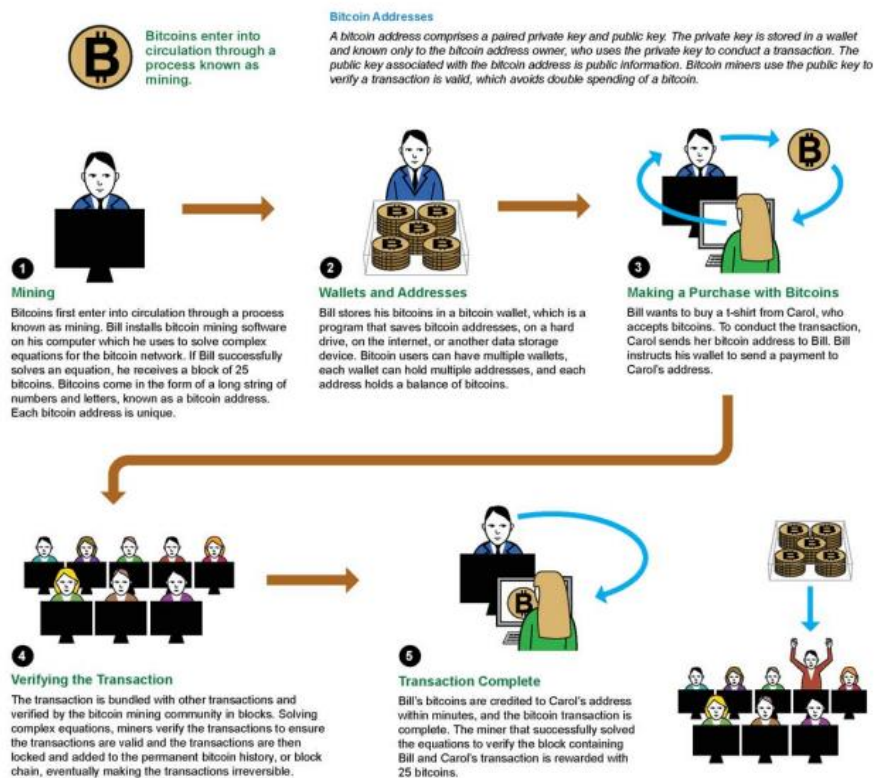 Bitcoins enter into
circulation through a
process known as
mining.
Bitcoin Addresses
A bitcoin address comprises a paired private key and public key. The private key is stored in a wallet
and known only to the bitcoin address owner, who uses the private key to conduct a transaction. The
public key associated with the bitcoin address is public information. Bitcoin miners use the public key to
verify a transaction is valid, which avoids double spending of a bitcoin.
1
Mining
Bitcoins first enter into circulation through a process
known as mining. Bill installs bitcoin mining software
on his computer which he uses to solve complex
equations for the bitcoin network. If Bill successfully
solves an equation, he receives a block of 25
bitcoins. Bitcoins come in the form of a long string of
numbers and letters, known as a bitcoin address.
Each bitcoin address is unique.
2
Wallets and Addresses
Bill stores his bitcoins in a bitcoin wallet, which is a
program that saves bitcoin addresses, on a hard
drive, on the internet, or another data storage
device. Bitcoin users can have multiple wallets,
each wallet can hold multiple addresses, and each
address holds a balance of bitcoins.
3
Making a Purchase with Bitcoins
Bill wants to buy a t-shirt from Carol, who
accepts bitcoins. To conduct the transaction,
Carol sends her bitcoin address to Bill. Bill
instructs his wallet to send a payment to
Carol's address.
4
Verifying the Transaction
The transaction is bundled with other transactions and
verified by the bitcoin mining community in blocks. Solving
complex equations, miners verify the transactions to ensure
the transactions are valid and the transactions are then
locked and added to the permanent bitcoin history, or block
chain, eventually making the transactions irreversible.
5
Transaction Complete
Bill's bitcoins are credited to Carol's address
within minutes, and the bitcoin transaction is
complete. The miner that successfully solved
the equations to verify the block containing
Bill and Carol's transaction is rewarded with
25 bitcoins.